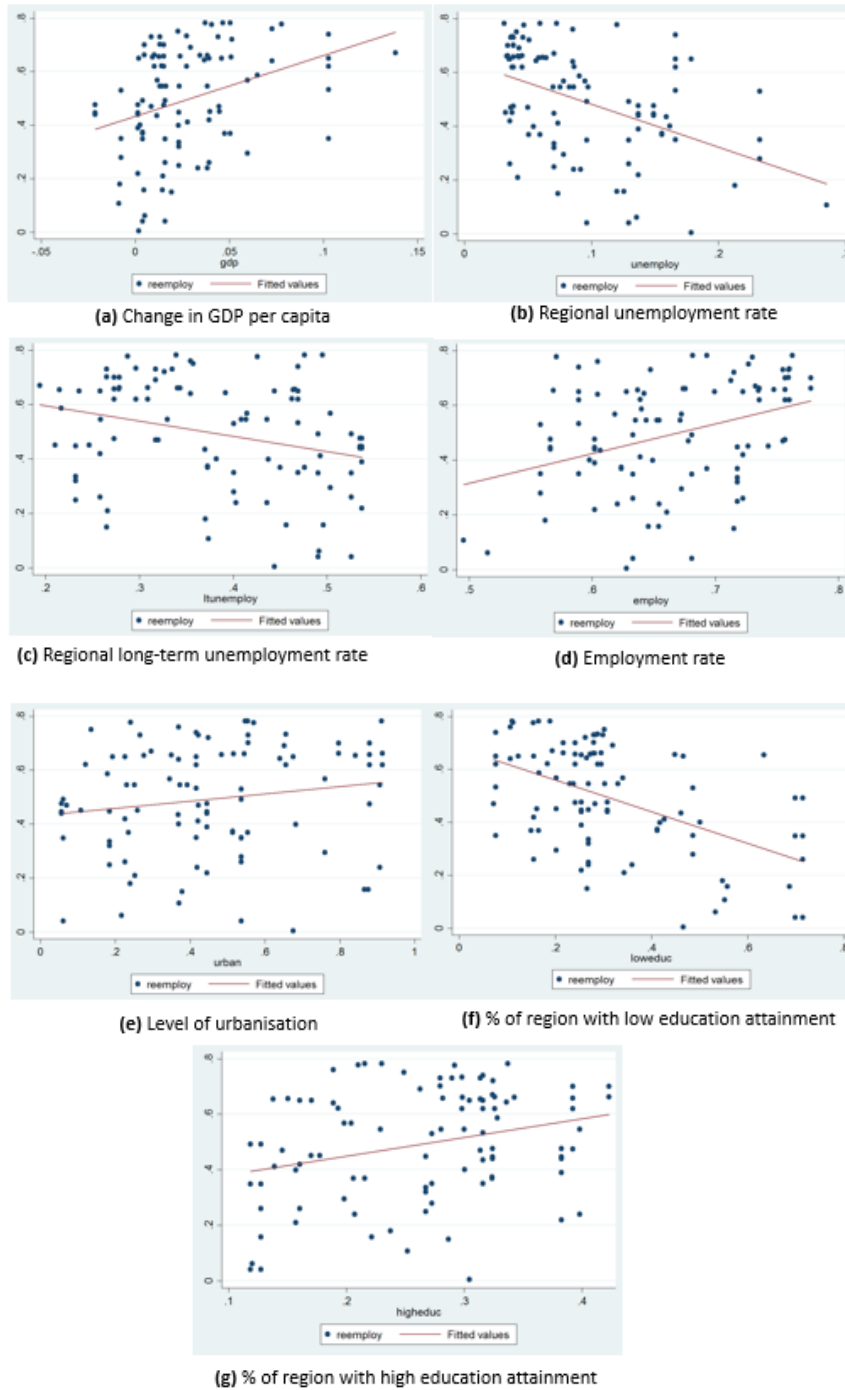 .8
.6
.4
.2
0
-.05
0
.05
.1
.15
gdp
reemploy
Fitted values
(a) Change in GDP per capita
.8
.6
.4
.2
0
0
.1
.2
unemploy
reemploy
Fitted values
(b) Regional unemployment rate
.8
.6
.4
.2
0
.2
.3
.4
.5
.6
ltunemploy
reemploy
Fitted values
(c) Regional long-term unemployment rate
.8
.6
.4
.2
0
.5
.6
.7
.8
employ
reemploy
Fitted values
(d) Employment rate
.8
.6
.4
.2
0
0
.2
.4
.6
.8
1
urban
reemploy
Fitted values
(e) Level of urbanisation
.8
.6
.4
.2
0
0
.2
.4
.6
.8
loweduc
reemploy
Fitted values
(f) % of region with low education attainment
.8
.6
.4
.2
0
.1
.2
.3
.4
higheduc
reemploy
Fitted values
(g) % of region with high education attainment